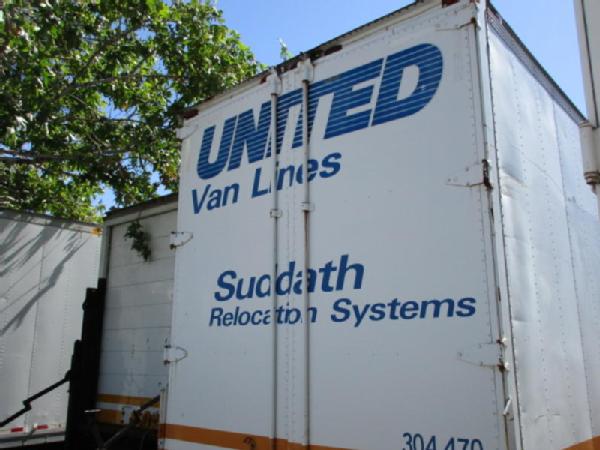 UNITED
Van Lines
Suddath
Relocation Systems
304 470